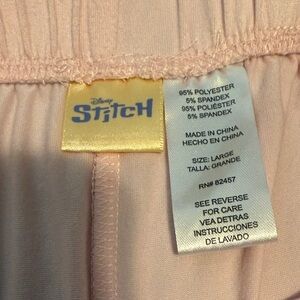 Disney
Stitch
95% POLYESTER
5% SPANDEX
95% POLIÉSTER
5% SPANDEX
MADE IN CHINA
HECHO EN CHINA
SIZE: LARGE
TALLA: GRANDE
RN# 82457
SEE REVERSE
FOR CARE
VEA DETRAS
INSTRUCCIONES
DE LAVADO